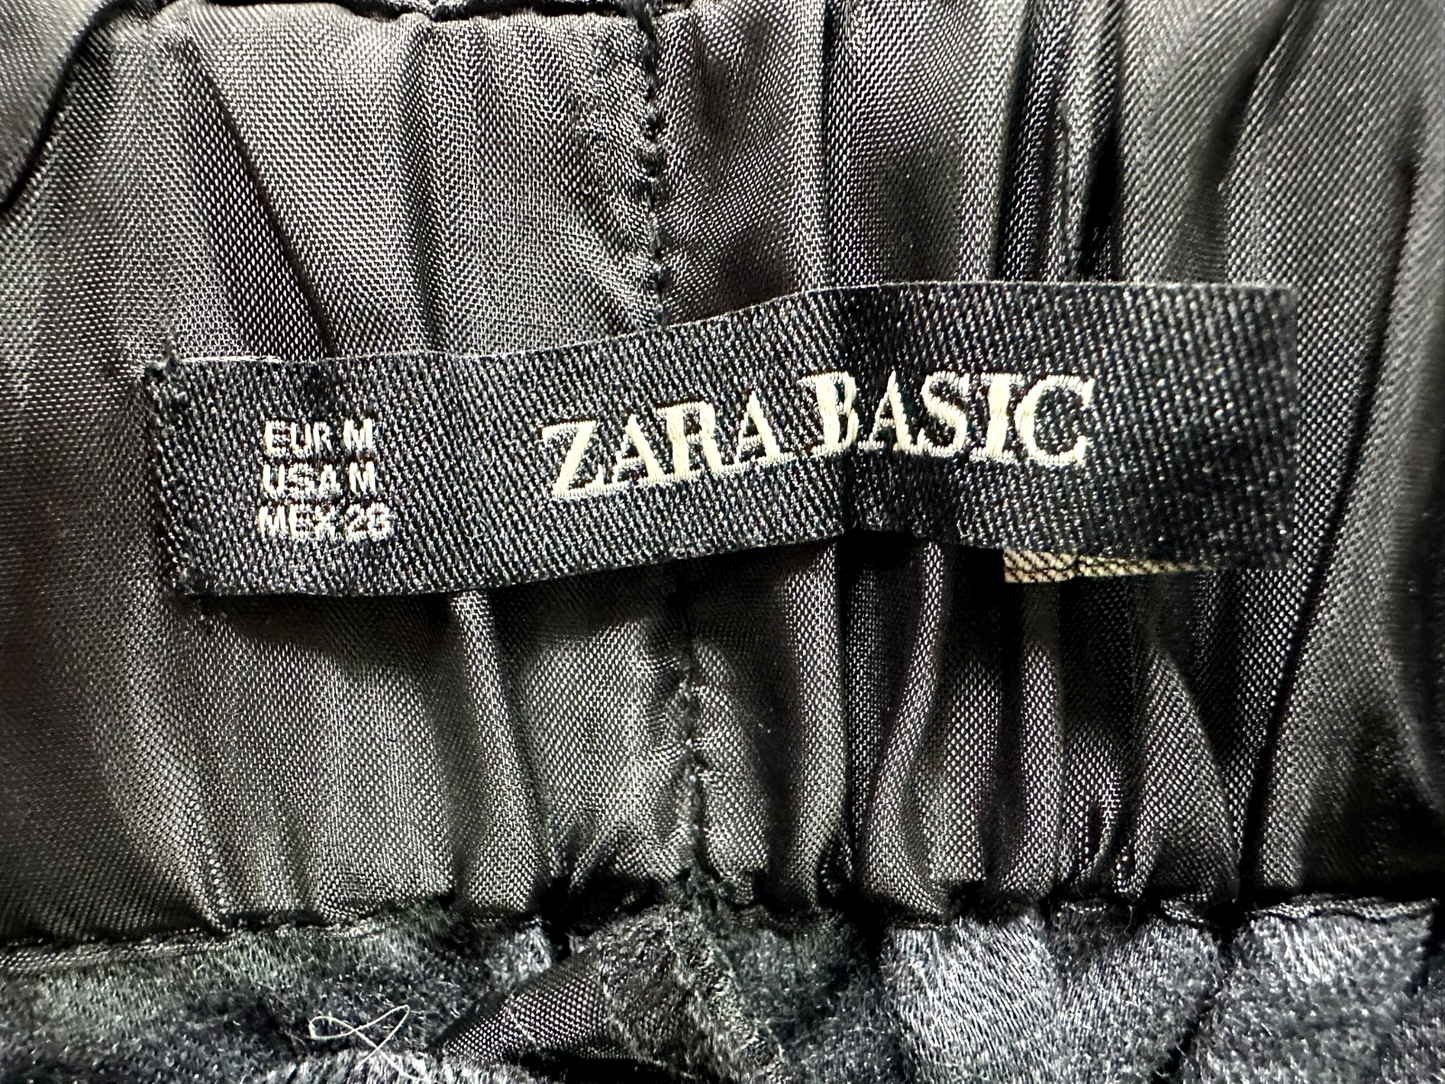 EUR M
USA M
MEX 28
ZARA BASIC